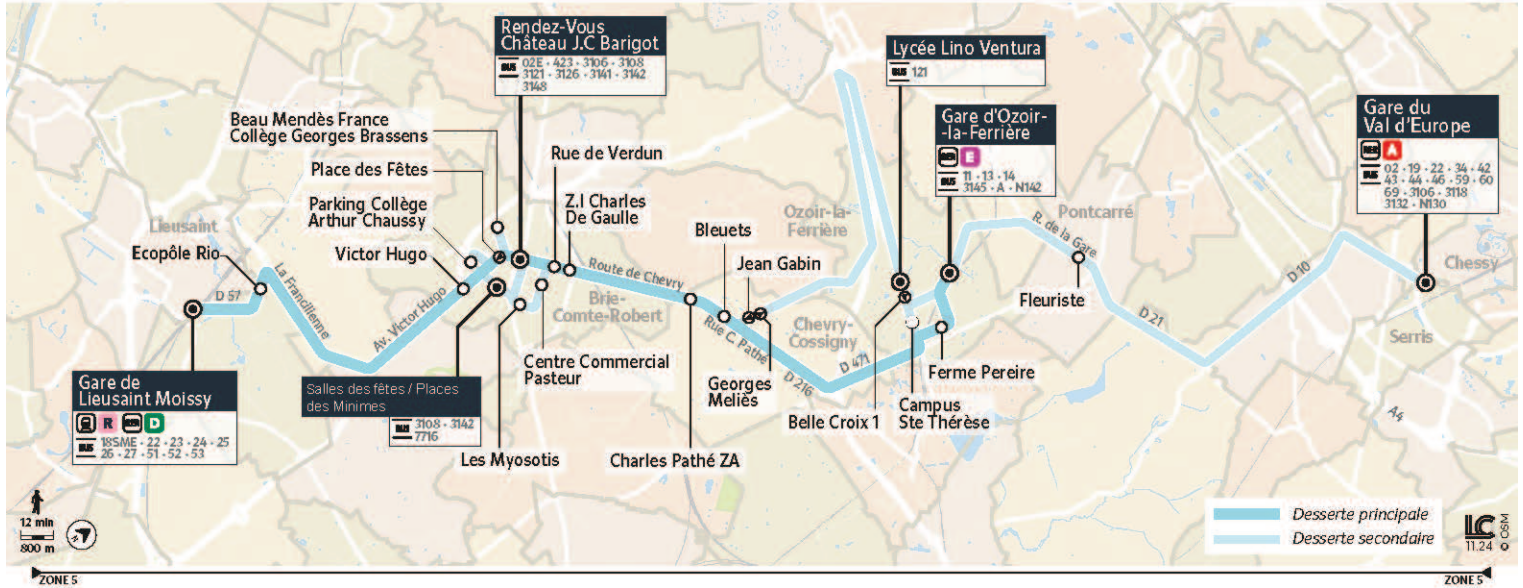 Rendez-Vous
Château J.C Barigot
BUS 02E · 423 · 3106 · 3108
3121 · 3126 · 3141 · 3142
3148
Lycée Lino Ventura
BUS 121
Gare d'Ozoir-
-la-Ferrière
RER E
BUS 11 · 13 · 14
3145 · A · N142
Gare du
Val d'Europe
RER A
BUS 02 · 19 · 22 · 34 · 42
43 · 44 · 46 · 59 · 60
69 · 3106 · 3118
3132 · N130
Beau Mendès France
Collège Georges Brassens
Place des Fêtes
Parking Collège
Arthur Chaussy
Victor Hugo
Rue de Verdun
Z.I Charles
De Gaulle
Lieusaint
Ecopôle Rio
D 57
La Francilienne
Av. Victor Hugo
Route de Chevry
Brie-
Comte-Robert
Bleuets
Jean Gabin
Ozoir-la-
Ferrière
Rue C. Pathé
Chevry-
Cossigny
D 216
D 471
Pontcarré
R. de la Gare
Fleuriste
D 21
D 10
Chessy
Serris
A4
Gare de
Lieusaint Moissy
R RER D
BUS 18SME · 22 · 23 · 24 · 25
26 · 27 · 51 · 52 · 53
Salles des fêtes / Places
des Minimes
BUS 3108 · 3142
7716
Les Myosotis
Centre Commercial
Pasteur
Charles Pathé ZA
Georges
Meliès
Belle Croix 1
Campus
Ste Thérèse
Ferme Pereire
12 min
800 m
Desserte principale
Desserte secondaire
LC
11.24
© OSM
ZONE 5
ZONE 5